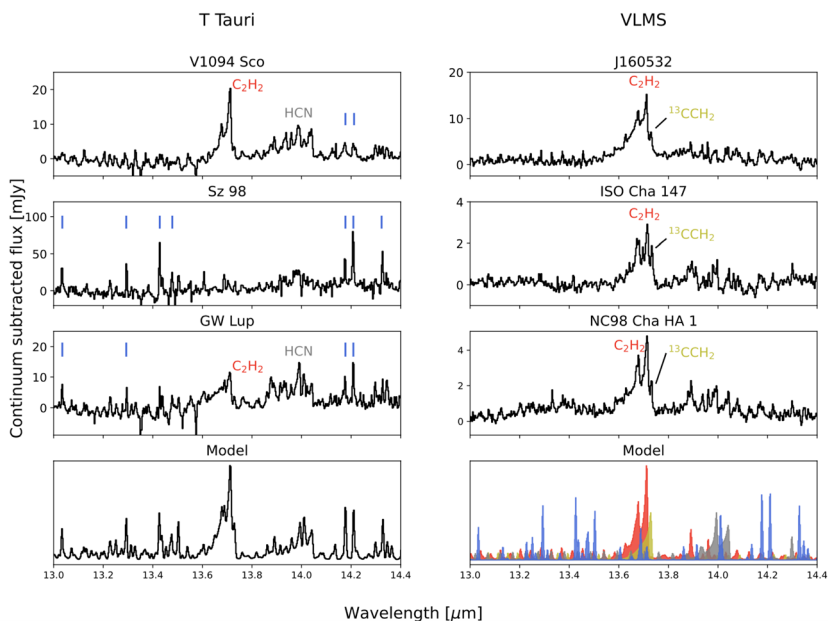 T Tauri
VLMS
V1094 Sco
J160532
20
10
0
C₂H₂
HCN
20
10
0
C₂H₂
¹³CCH₂
Sz 98
ISO Cha 147
100
50
0
4
2
0
C₂H₂
¹³CCH₂
GW Lup
NC98 Cha HA 1
20
10
0
C₂H₂
HCN
4
2
0
C₂H₂
¹³CCH₂
Model
Model
13.0 13.2 13.4 13.6 13.8 14.0 14.2 14.4
13.0 13.2 13.4 13.6 13.8 14.0 14.2 14.4
Continuum subtracted flux [mJy]
Wavelength [μm]